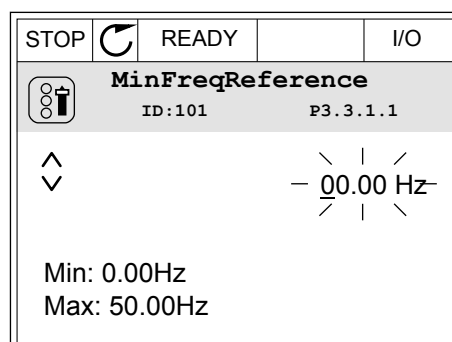 STOP READY I/O
MinFreqReference
ID:101 P3.3.1.1
00.00 Hz
Min: 0.00Hz
Max: 50.00Hz